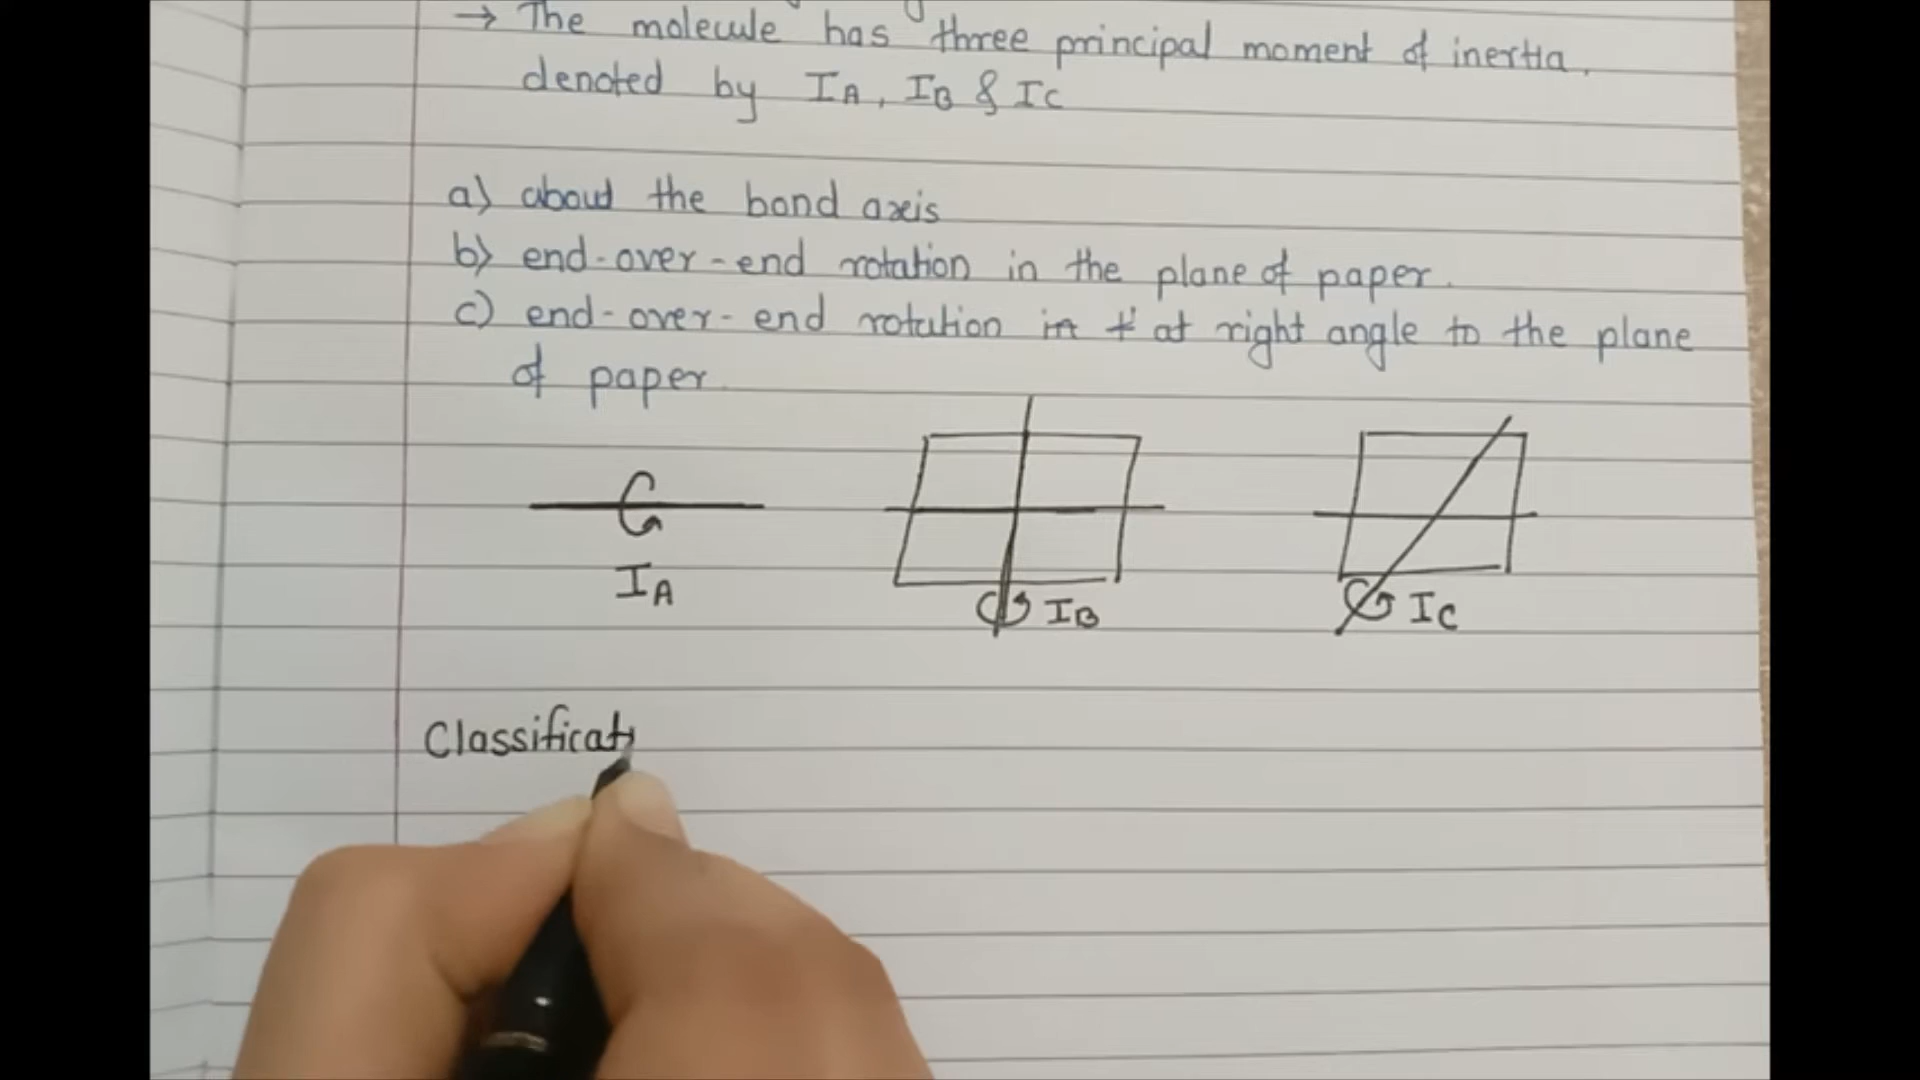 → The molecule has three principal moment of inertia.
denoted by IA, IB & IC
a) about the bond axis
b) end-over-end rotation in the plane of paper.
c) end-over-end rotation in at right angle to the plane
of paper
IA
IB
IC
Classificati